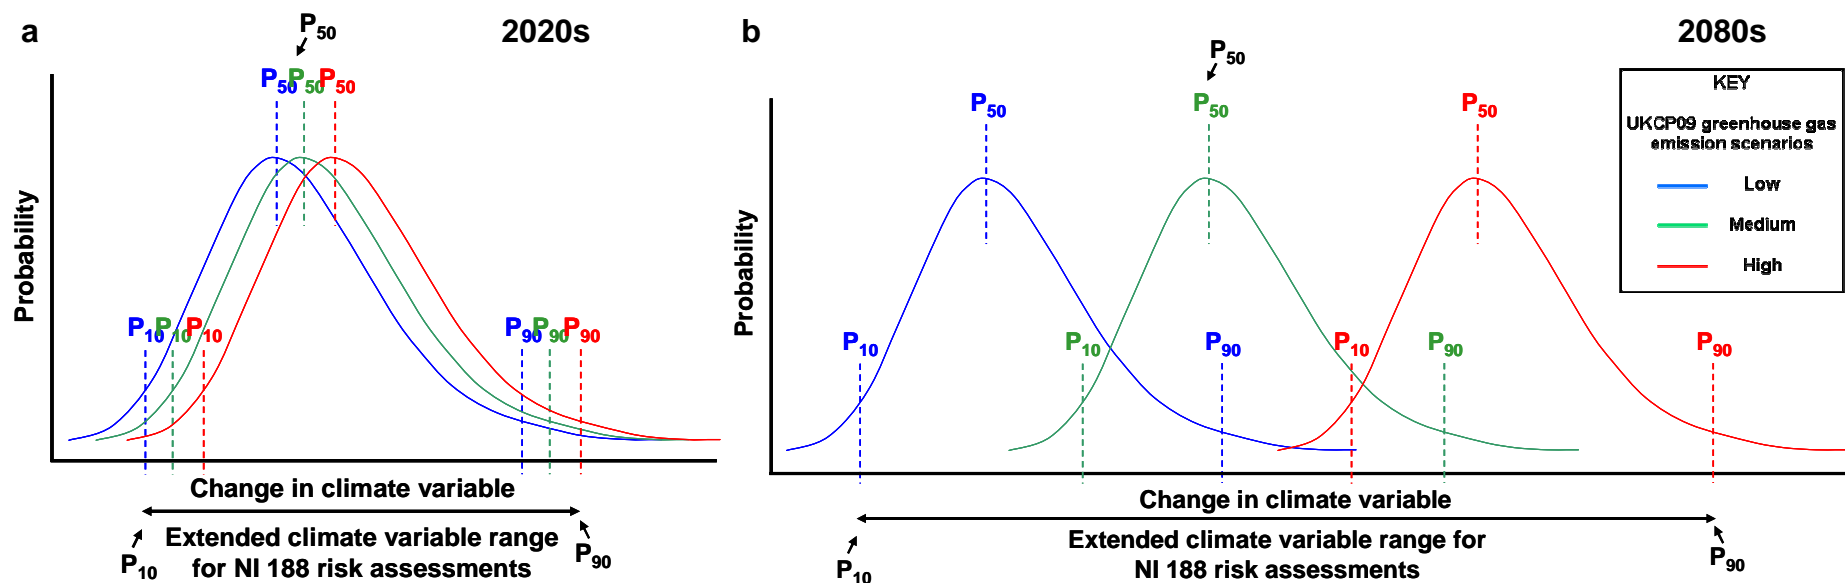 a
2020s
P50
P50
P50
P50
Probability
P10
P10
P10
P90
P90
P90
Change in climate variable
Extended climate variable range
for NI 188 risk assessments
P10
P90
b
2080s
P50
P50
P50
P50
Probability
P10
P10
P90
P10
P90
P90
Change in climate variable
Extended climate variable range for
NI 188 risk assessments
P10
P90
KEY
UKCP09 greenhouse gas
emission scenarios
Low
Medium
High